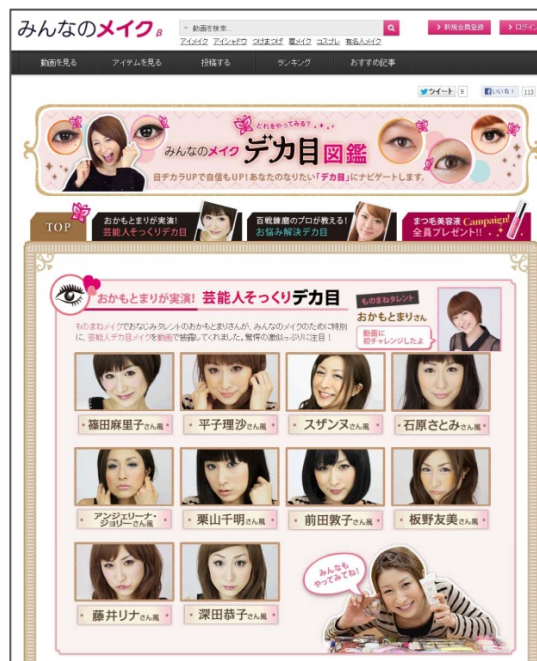 みんなのメイクβ
動画を検索...
新規会員登録
ログイン
アイメイク アイシャドウ つけまつげ 眉メイク コスプレ 有名人メイク
動画を見る
アイテムを見る
投稿する
ランキング
おすすめ記事
ツイート 9
いいね! 113
どれをやってみる?
みんなのメイク デカ目図鑑
目ヂカラUPで自信もUP!あなたのなりたい「デカ目」にナビゲートします。
TOP
おかもとまりが実演!
芸能人そっくりデカ目
百戦錬磨のプロが教える!
お悩み解決デカ目
まつ毛美容液 Campaign!
全員プレゼント!!
おかもとまりが実演! 芸能人そっくりデカ目
ものまねタレント
おかもとまりさん
動画に
初チャレンジしたよ
ものまねメイクでおなじみタレントのおかもとまりさんが、みんなのメイクのために特別
に、芸能人デカ目メイクを動画で披露してくれました。驚愕の激似っぷりに注目!
篠田麻里子さん風
平子理沙さん風
スザンヌさん風
石原さとみさん風
アンジェリーナ・
ジョリーさん風
栗山千明さん風
前田敦子さん風
板野友美さん風
藤井リナさん風
深田恭子さん風
みんなも
やってみてね!